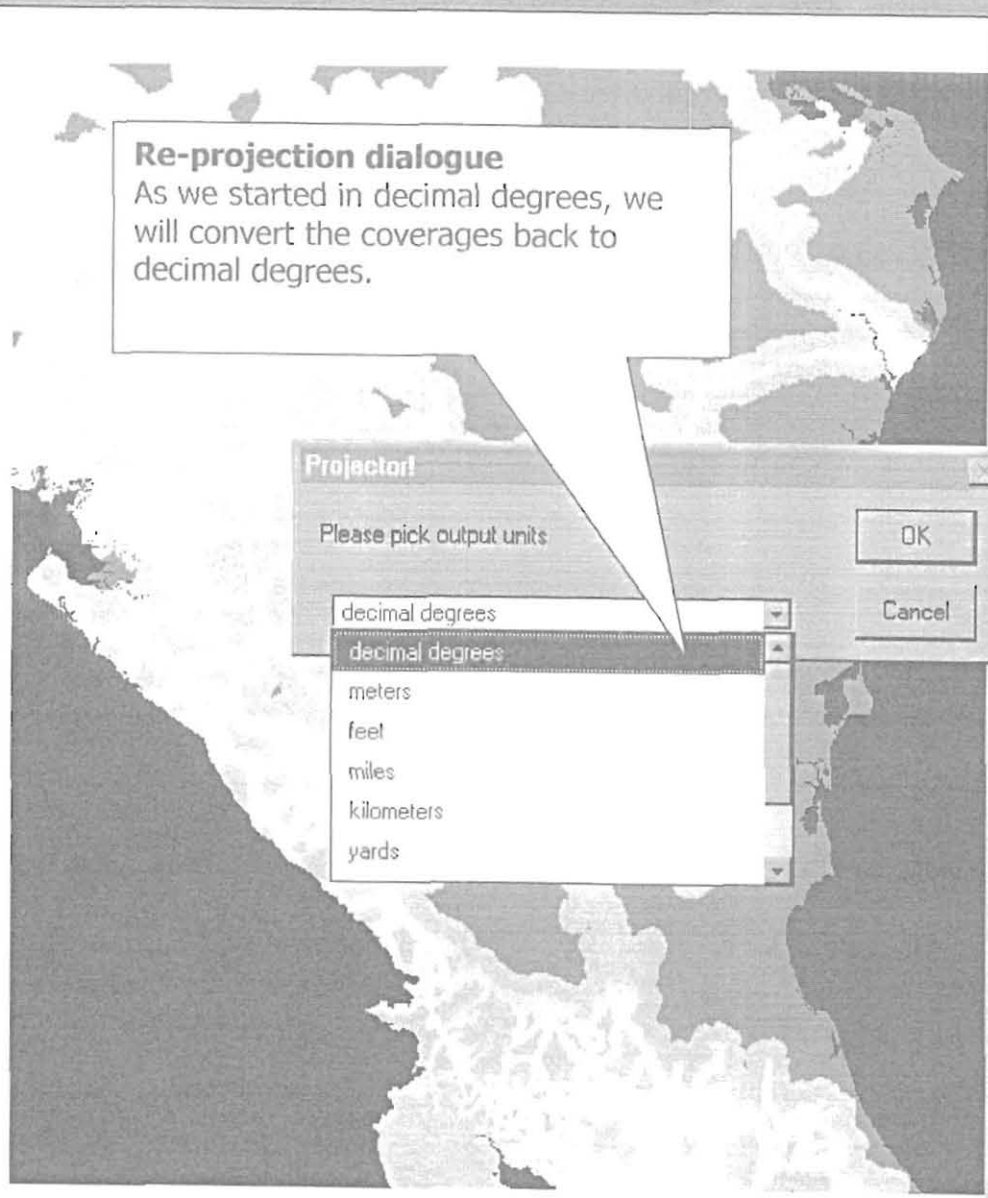 Re-projection dialogue
As we started in decimal degrees, we
will convert the coverages back to
decimal degrees.
Projector!
Please pick output units
OK
Cancel
decimal degrees
decimal degrees
meters
feet
miles
kilometers
yards